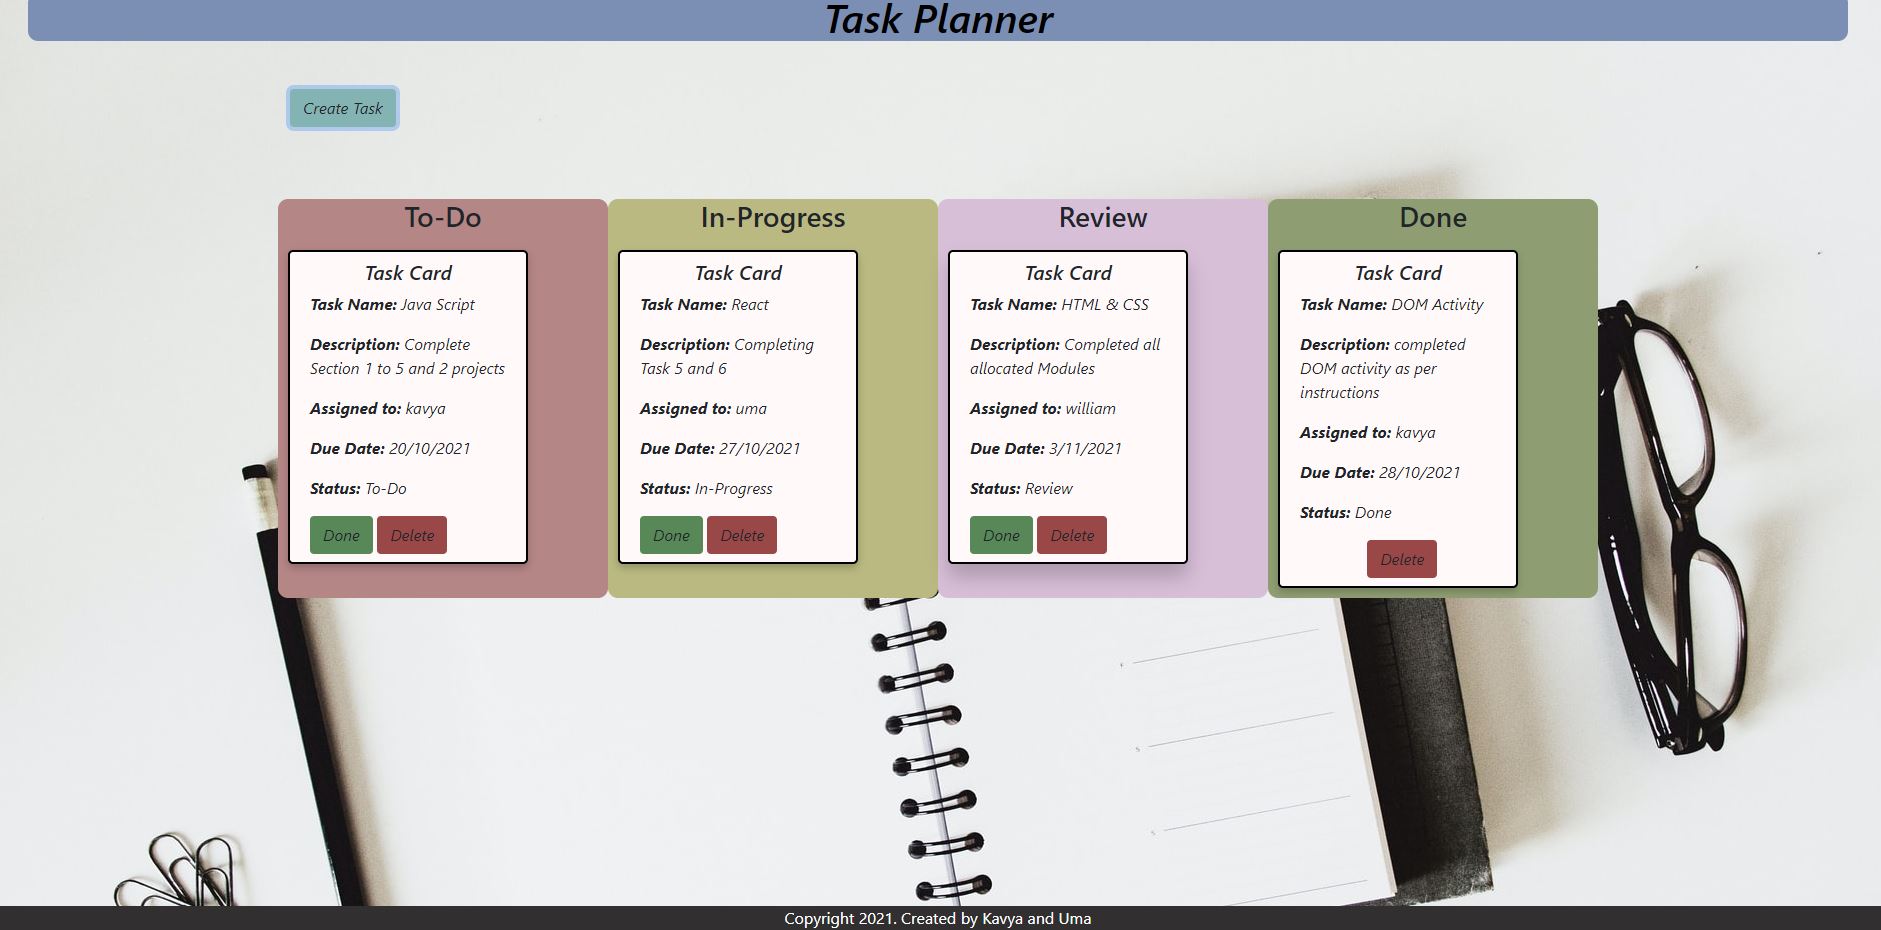 Task Planner
Create Task
To-Do
Task Card
Task Name: Java Script
Description: Complete
Section 1 to 5 and 2 projects
Assigned to: kavya
Due Date: 20/10/2021
Status: To-Do
Done Delete
In-Progress
Task Card
Task Name: React
Description: Completing
Task 5 and 6
Assigned to: uma
Due Date: 27/10/2021
Status: In-Progress
Done Delete
Review
Task Card
Task Name: HTML & CSS
Description: Completed all
allocated Modules
Assigned to: william
Due Date: 3/11/2021
Status: Review
Done Delete
Done
Task Card
Task Name: DOM Activity
Description: completed
DOM activity as per
instructions
Assigned to: kavya
Due Date: 28/10/2021
Status: Done
Delete
Copyright 2021. Created by Kavya and Uma